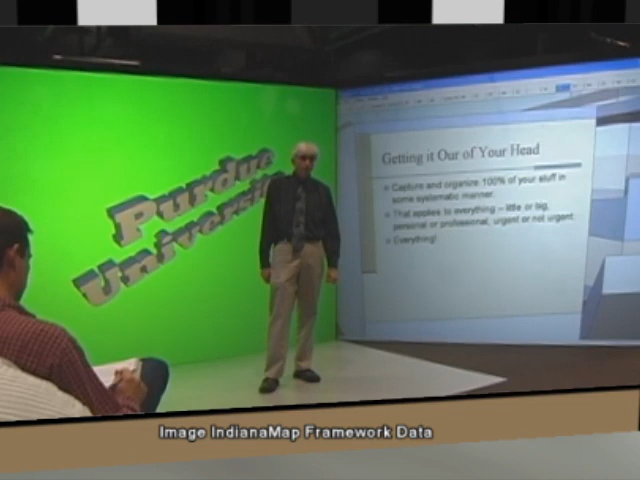 Purdue
University
Getting it Our of Your Head
Capture and organize 100% of your stuff in
some systematic manner.
That applies to everything – little or big,
personal or professional, urgent or not urgent.
Everything!
Image IndianaMap Framework Data